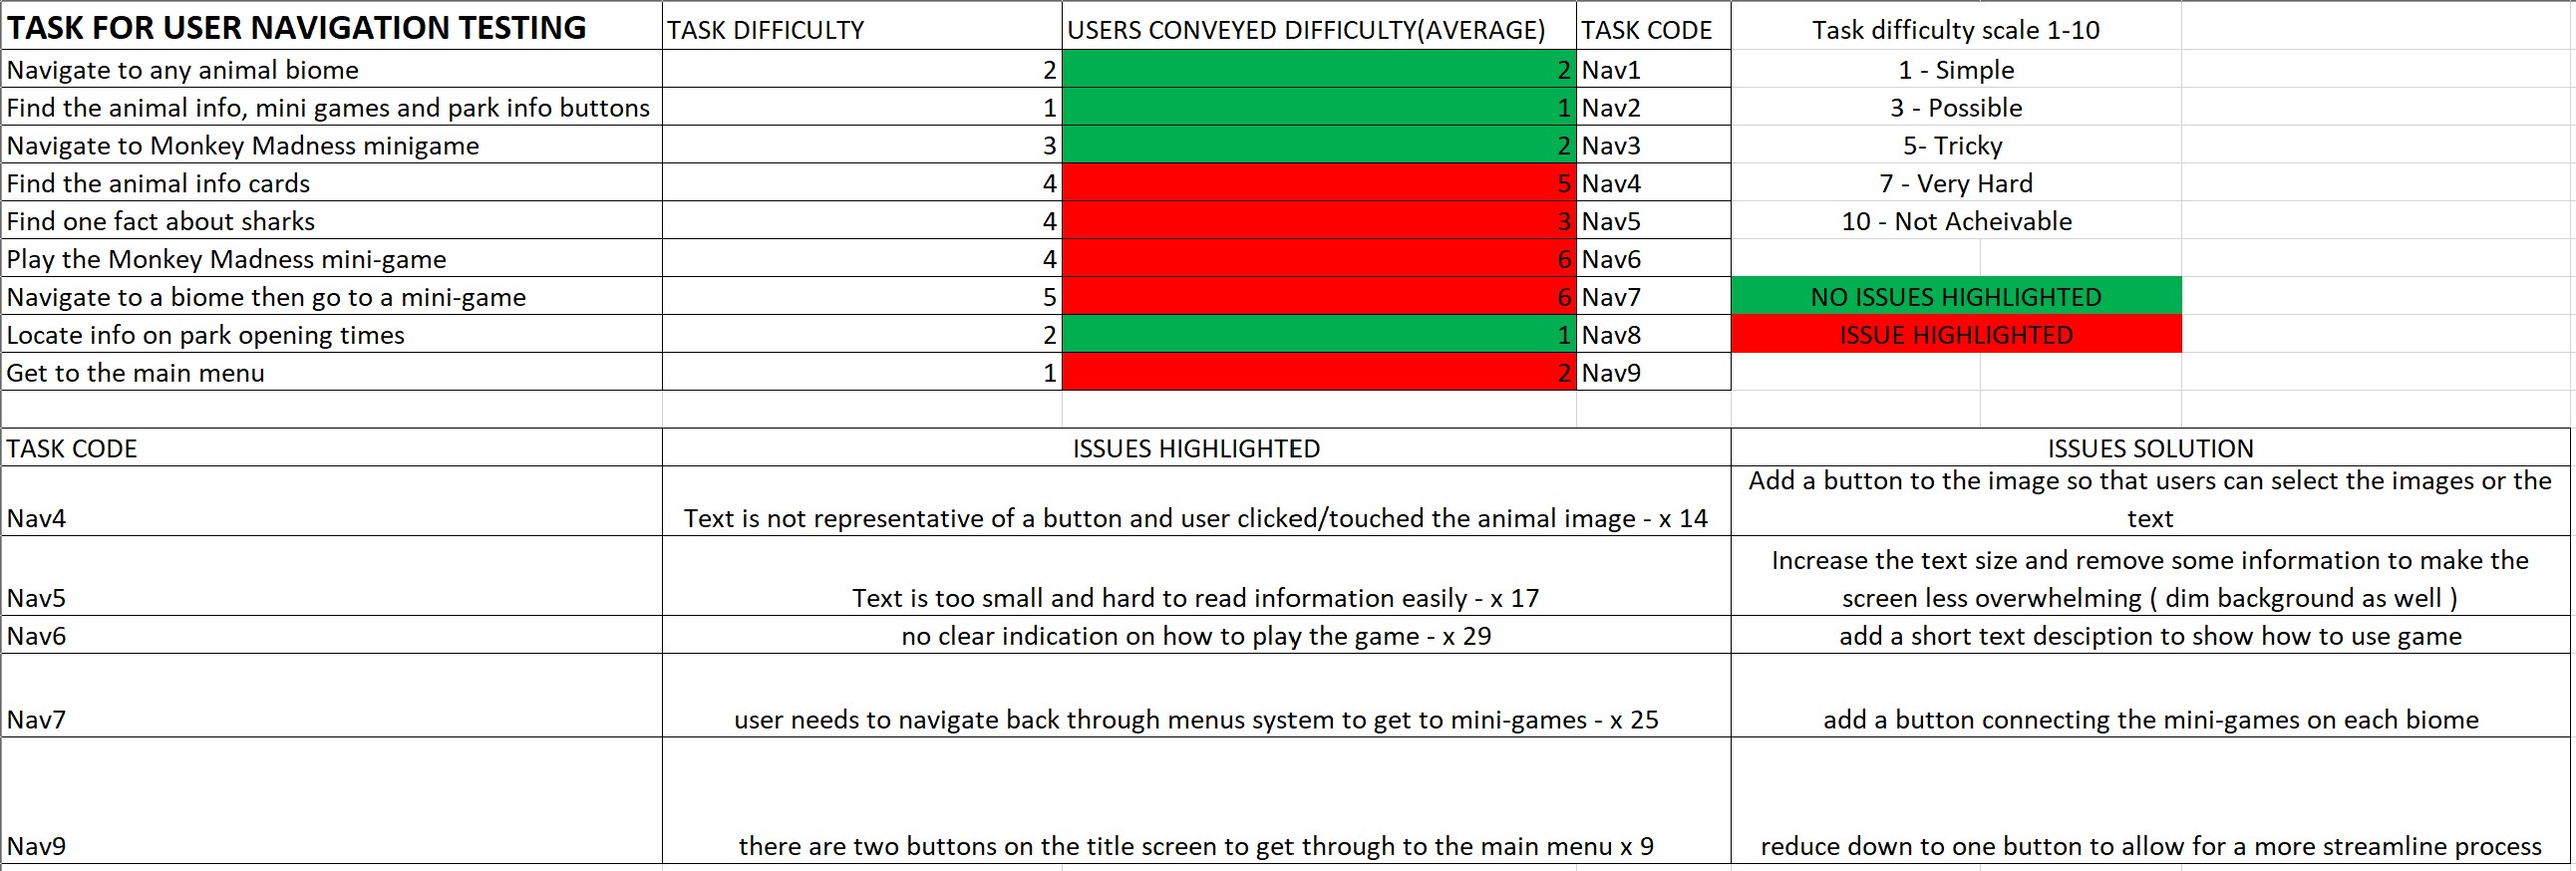 TASK FOR USER NAVIGATION TESTING TASK DIFFICULTY USERS CONVEYED DIFFICULTY(AVERAGE) TASK CODE Task difficulty scale 1-10
Navigate to any animal biome 2 2 Nav1 1 - Simple
Find the animal info, mini games and park info buttons 1 1 Nav2 3 - Possible
Navigate to Monkey Madness minigame 3 2 Nav3 5- Tricky
Find the animal info cards 4 5 Nav4 7 - Very Hard
Find one fact about sharks 4 3 Nav5 10 - Not Acheivable
Play the Monkey Madness mini-game 4 6 Nav6
Navigate to a biome then go to a mini-game 5 6 Nav7 NO ISSUES HIGHLIGHTED
Locate info on park opening times 2 1 Nav8 ISSUE HIGHLIGHTED
Get to the main menu 1 2 Nav9
TASK CODE ISSUES HIGHLIGHTED ISSUES SOLUTION
Add a button to the image so that users can select the images or the
Nav4 Text is not representative of a button and user clicked/touched the animal image - x 14 text
Increase the text size and remove some information to make the
Nav5 Text is too small and hard to read information easily - x 17 screen less overwhelming ( dim background as well )
Nav6 no clear indication on how to play the game - x 29 add a short text desciption to show how to use game
Nav7 user needs to navigate back through menus system to get to mini-games - x 25 add a button connecting the mini-games on each biome
Nav9 there are two buttons on the title screen to get through to the main menu x 9 reduce down to one button to allow for a more streamline process